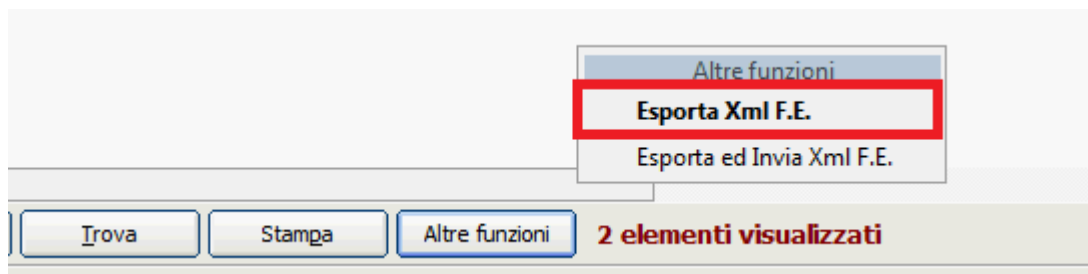 Altre funzioni
Esporta Xml F.E.
Esporta ed Invia Xml F.E.
Trova Stampa Altre funzioni 2 elementi visualizzati